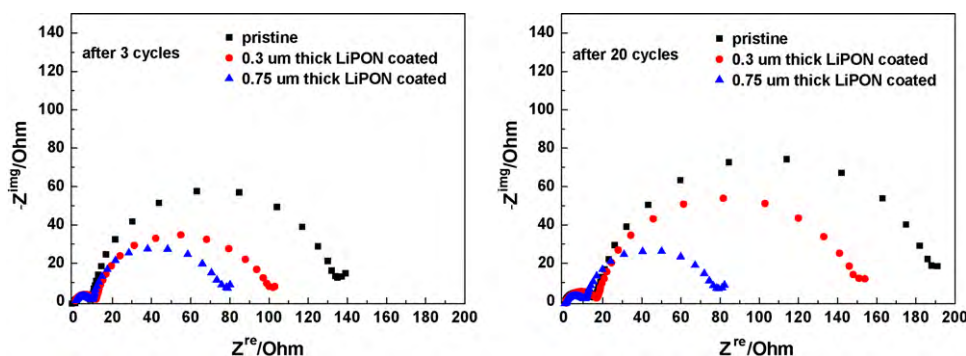 140
120
100
80
60
40
20
0
-Z^img/Ohm
after 3 cycles
pristine
0.3 um thick LiPON coated
0.75 um thick LiPON coated
0 20 40 60 80 100 120 140 160 180 200
Z^re/Ohm
140
120
100
80
60
40
20
0
-Z^img/Ohm
after 20 cycles
pristine
0.3 um thick LiPON coated
0.75 um thick LiPON coated
0 20 40 60 80 100 120 140 160 180 200
Z^re/Ohm